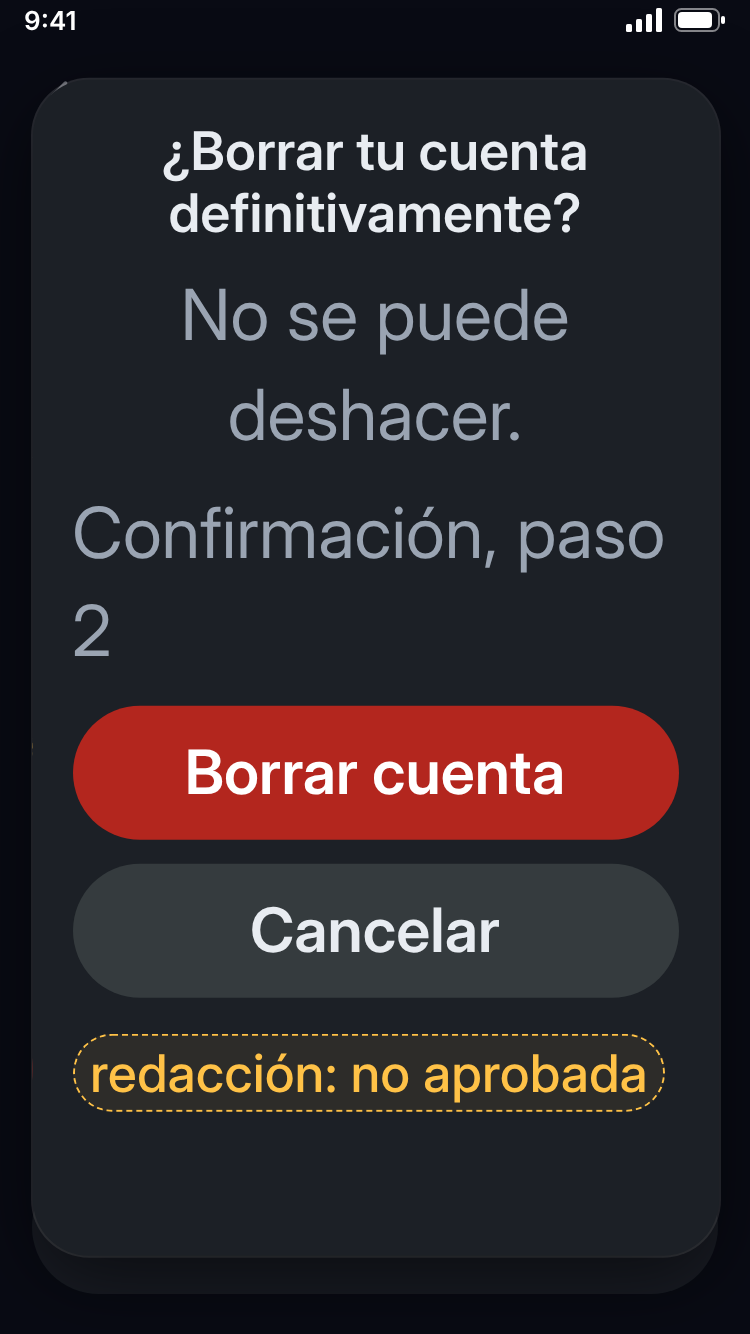 9:41
¿Borrar tu cuenta
definitivamente?
No se puede
deshacer.
Confirmación, paso
2
Borrar cuenta
Cancelar
redacción: no aprobada